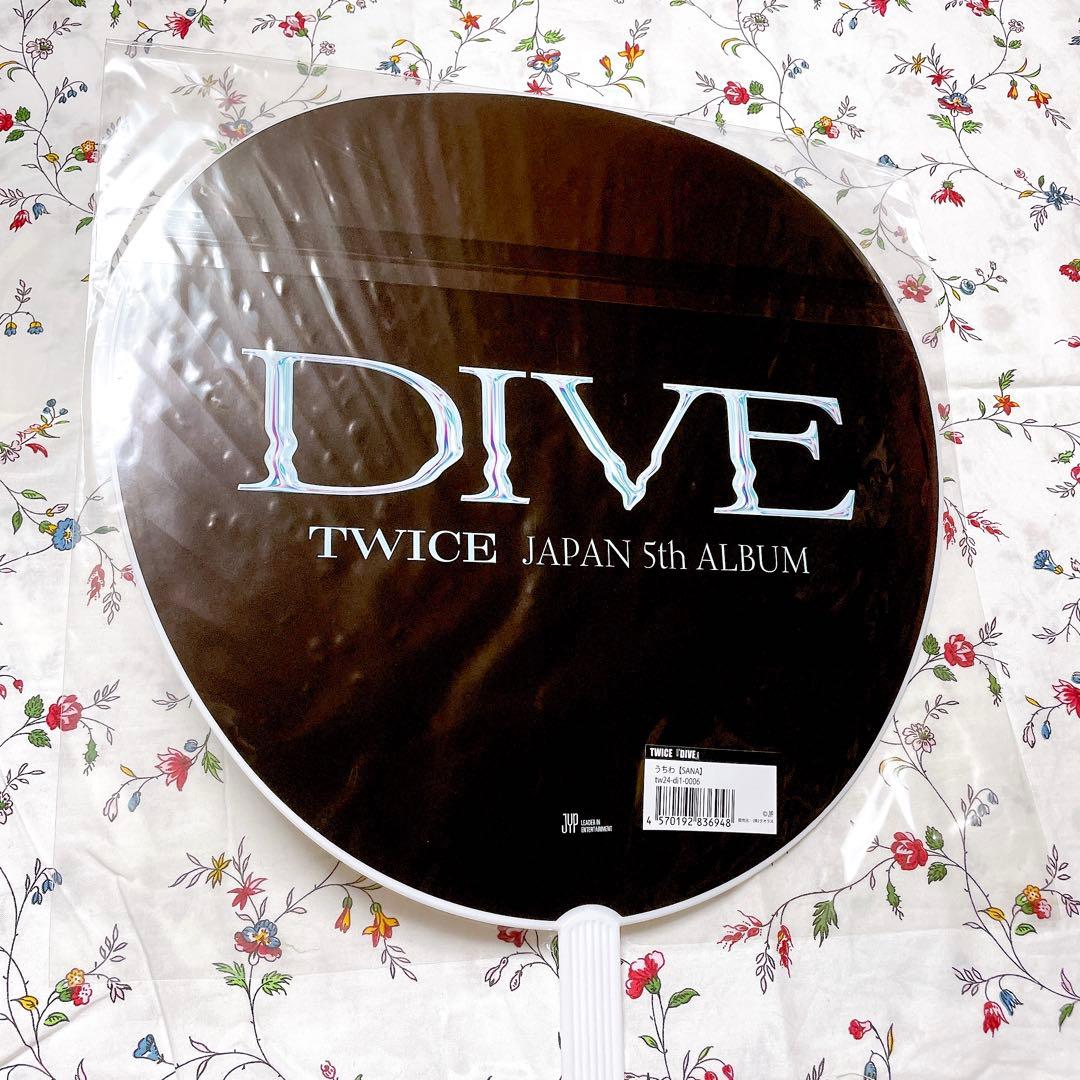 DIVE
TWICE JAPAN 5th ALBUM
TWICE『DIVE』
うちわ【SANA】
tw24-di1-0006
4 570192 836948
©JYP
JYP LEADER IN
ENTERTAINMENT